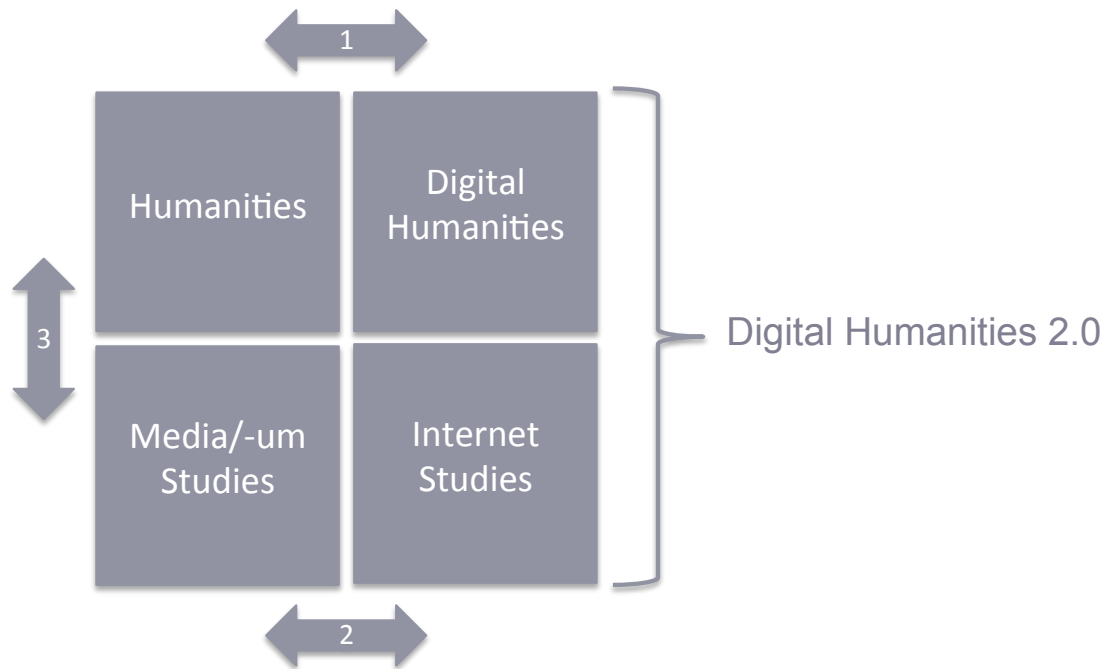 1
Humanities
Digital
Humanities
3
Digital Humanities 2.0
Media/-um
Studies
Internet
Studies
2